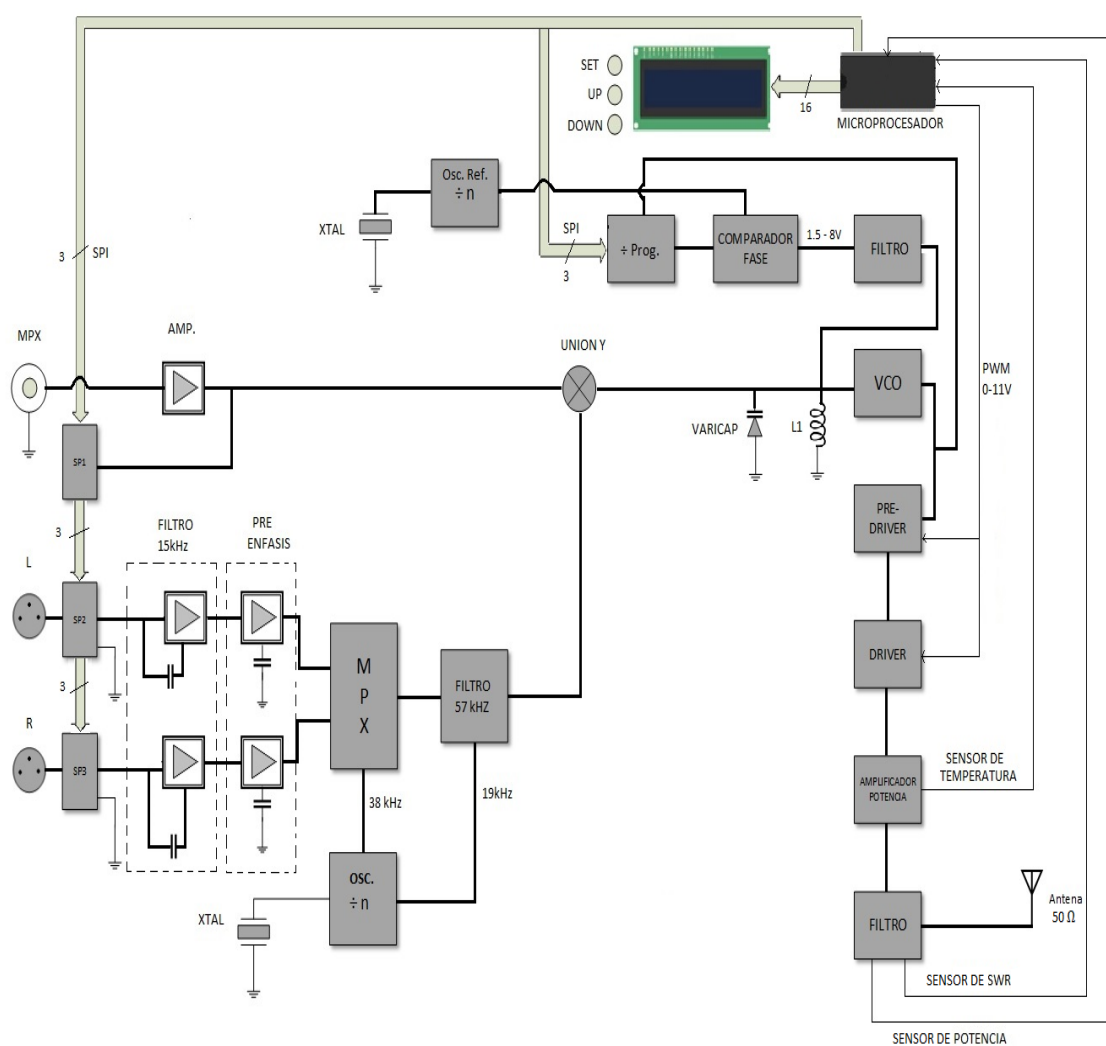 SET
UP
DOWN
16
MICROPROCESADOR
Osc. Ref.
÷ n
XTAL
3
SPI
SPI
3
÷ Prog.
COMPARADOR
FASE
1.5 - 8V
FILTRO
MPX
AMP.
UNION Y
VCO
PWM
0-11V
VARICAP
L1
SP1
3
FILTRO
15kHz
PRE
ENFASIS
PRE-
DRIVER
L
SP2
3
M
P
X
FILTRO
57 kHZ
DRIVER
R
SP3
38 kHz
19kHz
SENSOR DE
TEMPERATURA
AMPLIFICADOR
POTENCIA
OSC.
÷ n
XTAL
FILTRO
Antena
50 Ω
SENSOR DE SWR
SENSOR DE POTENCIA